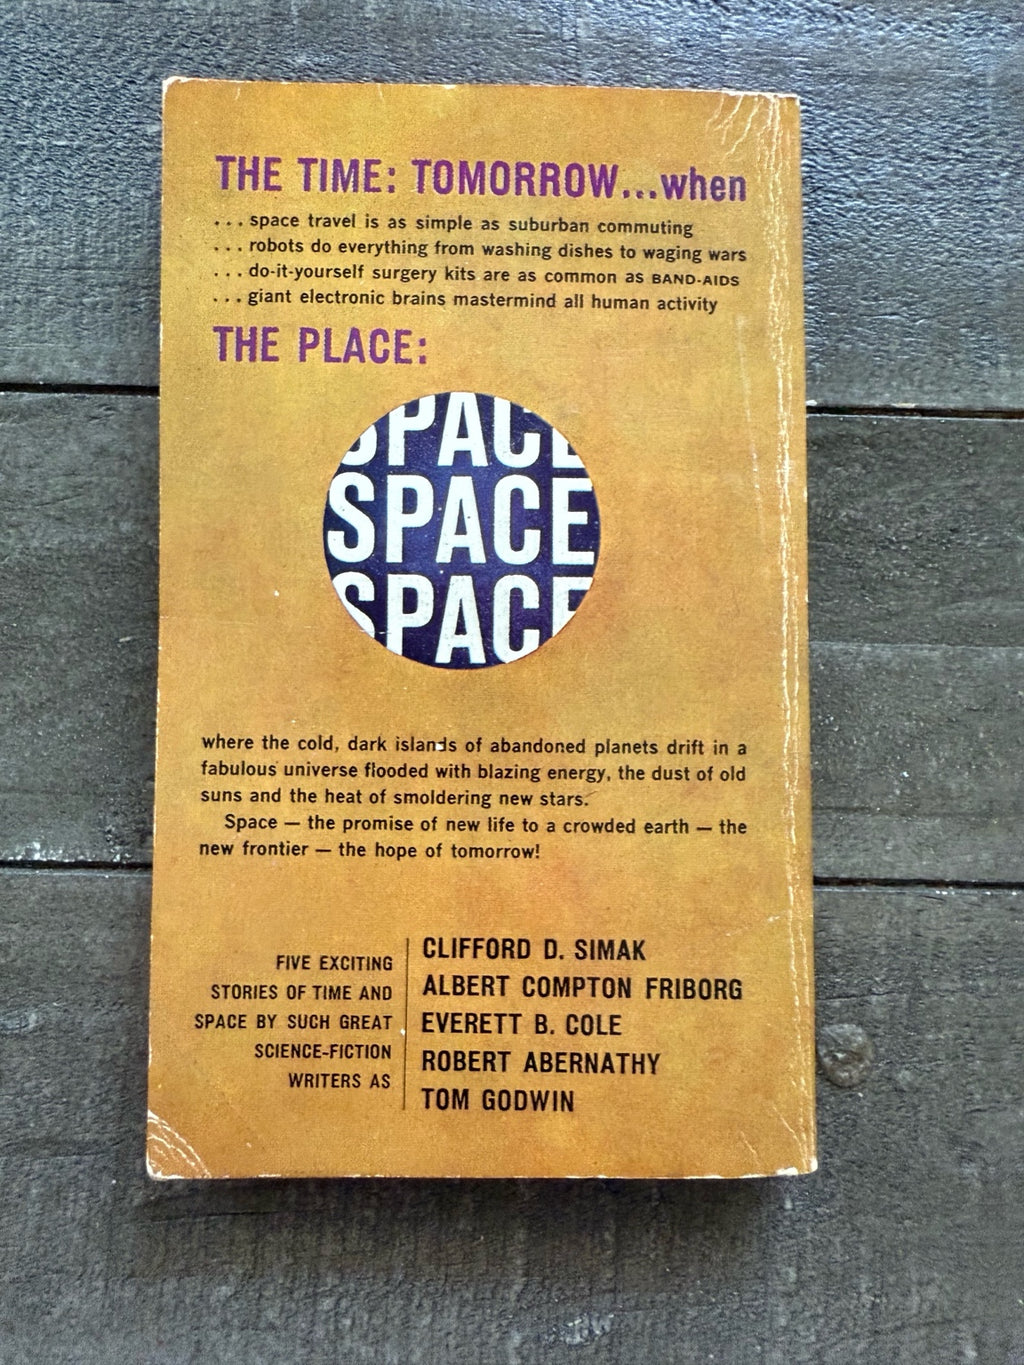 THE TIME: TOMORROW...when
...space travel is as simple as suburban commuting
...robots do everything from washing dishes to waging wars
...do-it-yourself surgery kits are as common as BAND-AIDS
...giant electronic brains mastermind all human activity
THE PLACE:
SPACE
SPACE
SPACE
where the cold, dark islands of abandoned planets drift in a
fabulous universe flooded with blazing energy, the dust of old
suns and the heat of smoldering new stars.
Space — the promise of new life to a crowded earth — the
new frontier — the hope of tomorrow!
FIVE EXCITING
STORIES OF TIME AND
SPACE BY SUCH GREAT
SCIENCE-FICTION
WRITERS AS
CLIFFORD D. SIMAK
ALBERT COMPTON FRIBORG
EVERETT B. COLE
ROBERT ABERNATHY
TOM GODWIN